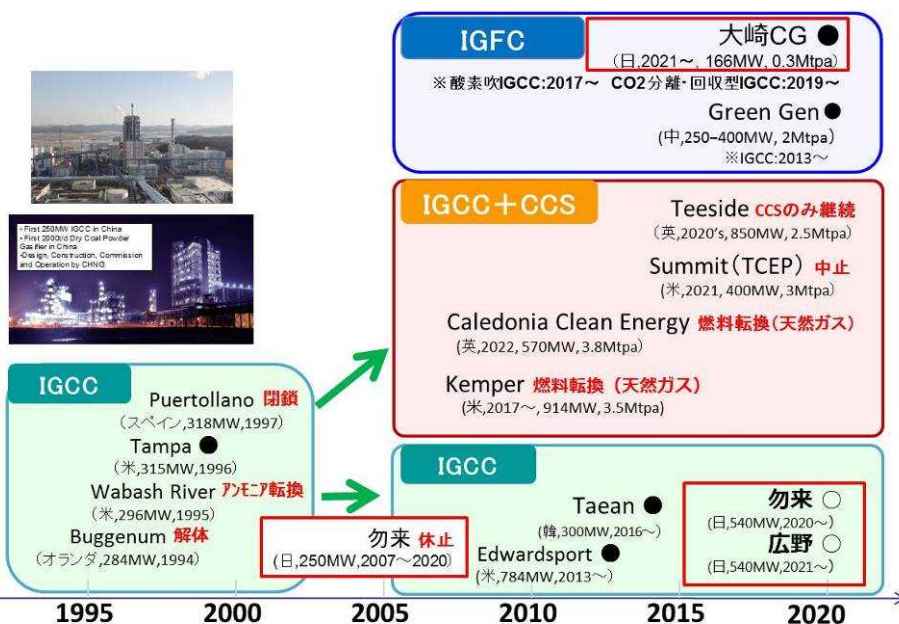 IGFC
大崎CG ●
(日,2021~, 166MW, 0.3Mtpa)
※酸素吹IGCC:2017~ CO2分離・回収型IGCC:2019~
Green Gen ●
(中,250-400MW, 2Mtpa)
※IGCC:2013~
• First 250MW IGCC in China
• First 2000t/d Dry Coal Powder
Gasifier in China
•Design, Construction, Commission
and Operation by CHNG
IGCC+CCS
Teeside CCSのみ継続
(英,2020's, 850MW, 2.5Mtpa)
Summit(TCEP) 中止
(米,2021, 400MW, 3Mtpa)
Caledonia Clean Energy 燃料転換(天然ガス)
(英,2022, 570MW, 3.8Mtpa)
Kemper 燃料転換 (天然ガス)
(米,2017~, 914MW, 3.5Mtpa)
IGCC
Puertollano 閉鎖
(スペイン,318MW,1997)
Tampa ●
(米,315MW,1996)
Wabash River アンモニア転換
(米,296MW,1995)
Buggenum 解体
(オランダ,284MW,1994)
勿来 休止
(日,250MW,2007~2020)
IGCC
Taean ●
(韓,300MW,2016~)
Edwardsport ●
(米,784MW,2013~)
勿来 ○
(日,540MW,2020~)
広野 ○
(日,540MW,2021~)
1995 2000 2005 2010 2015 2020